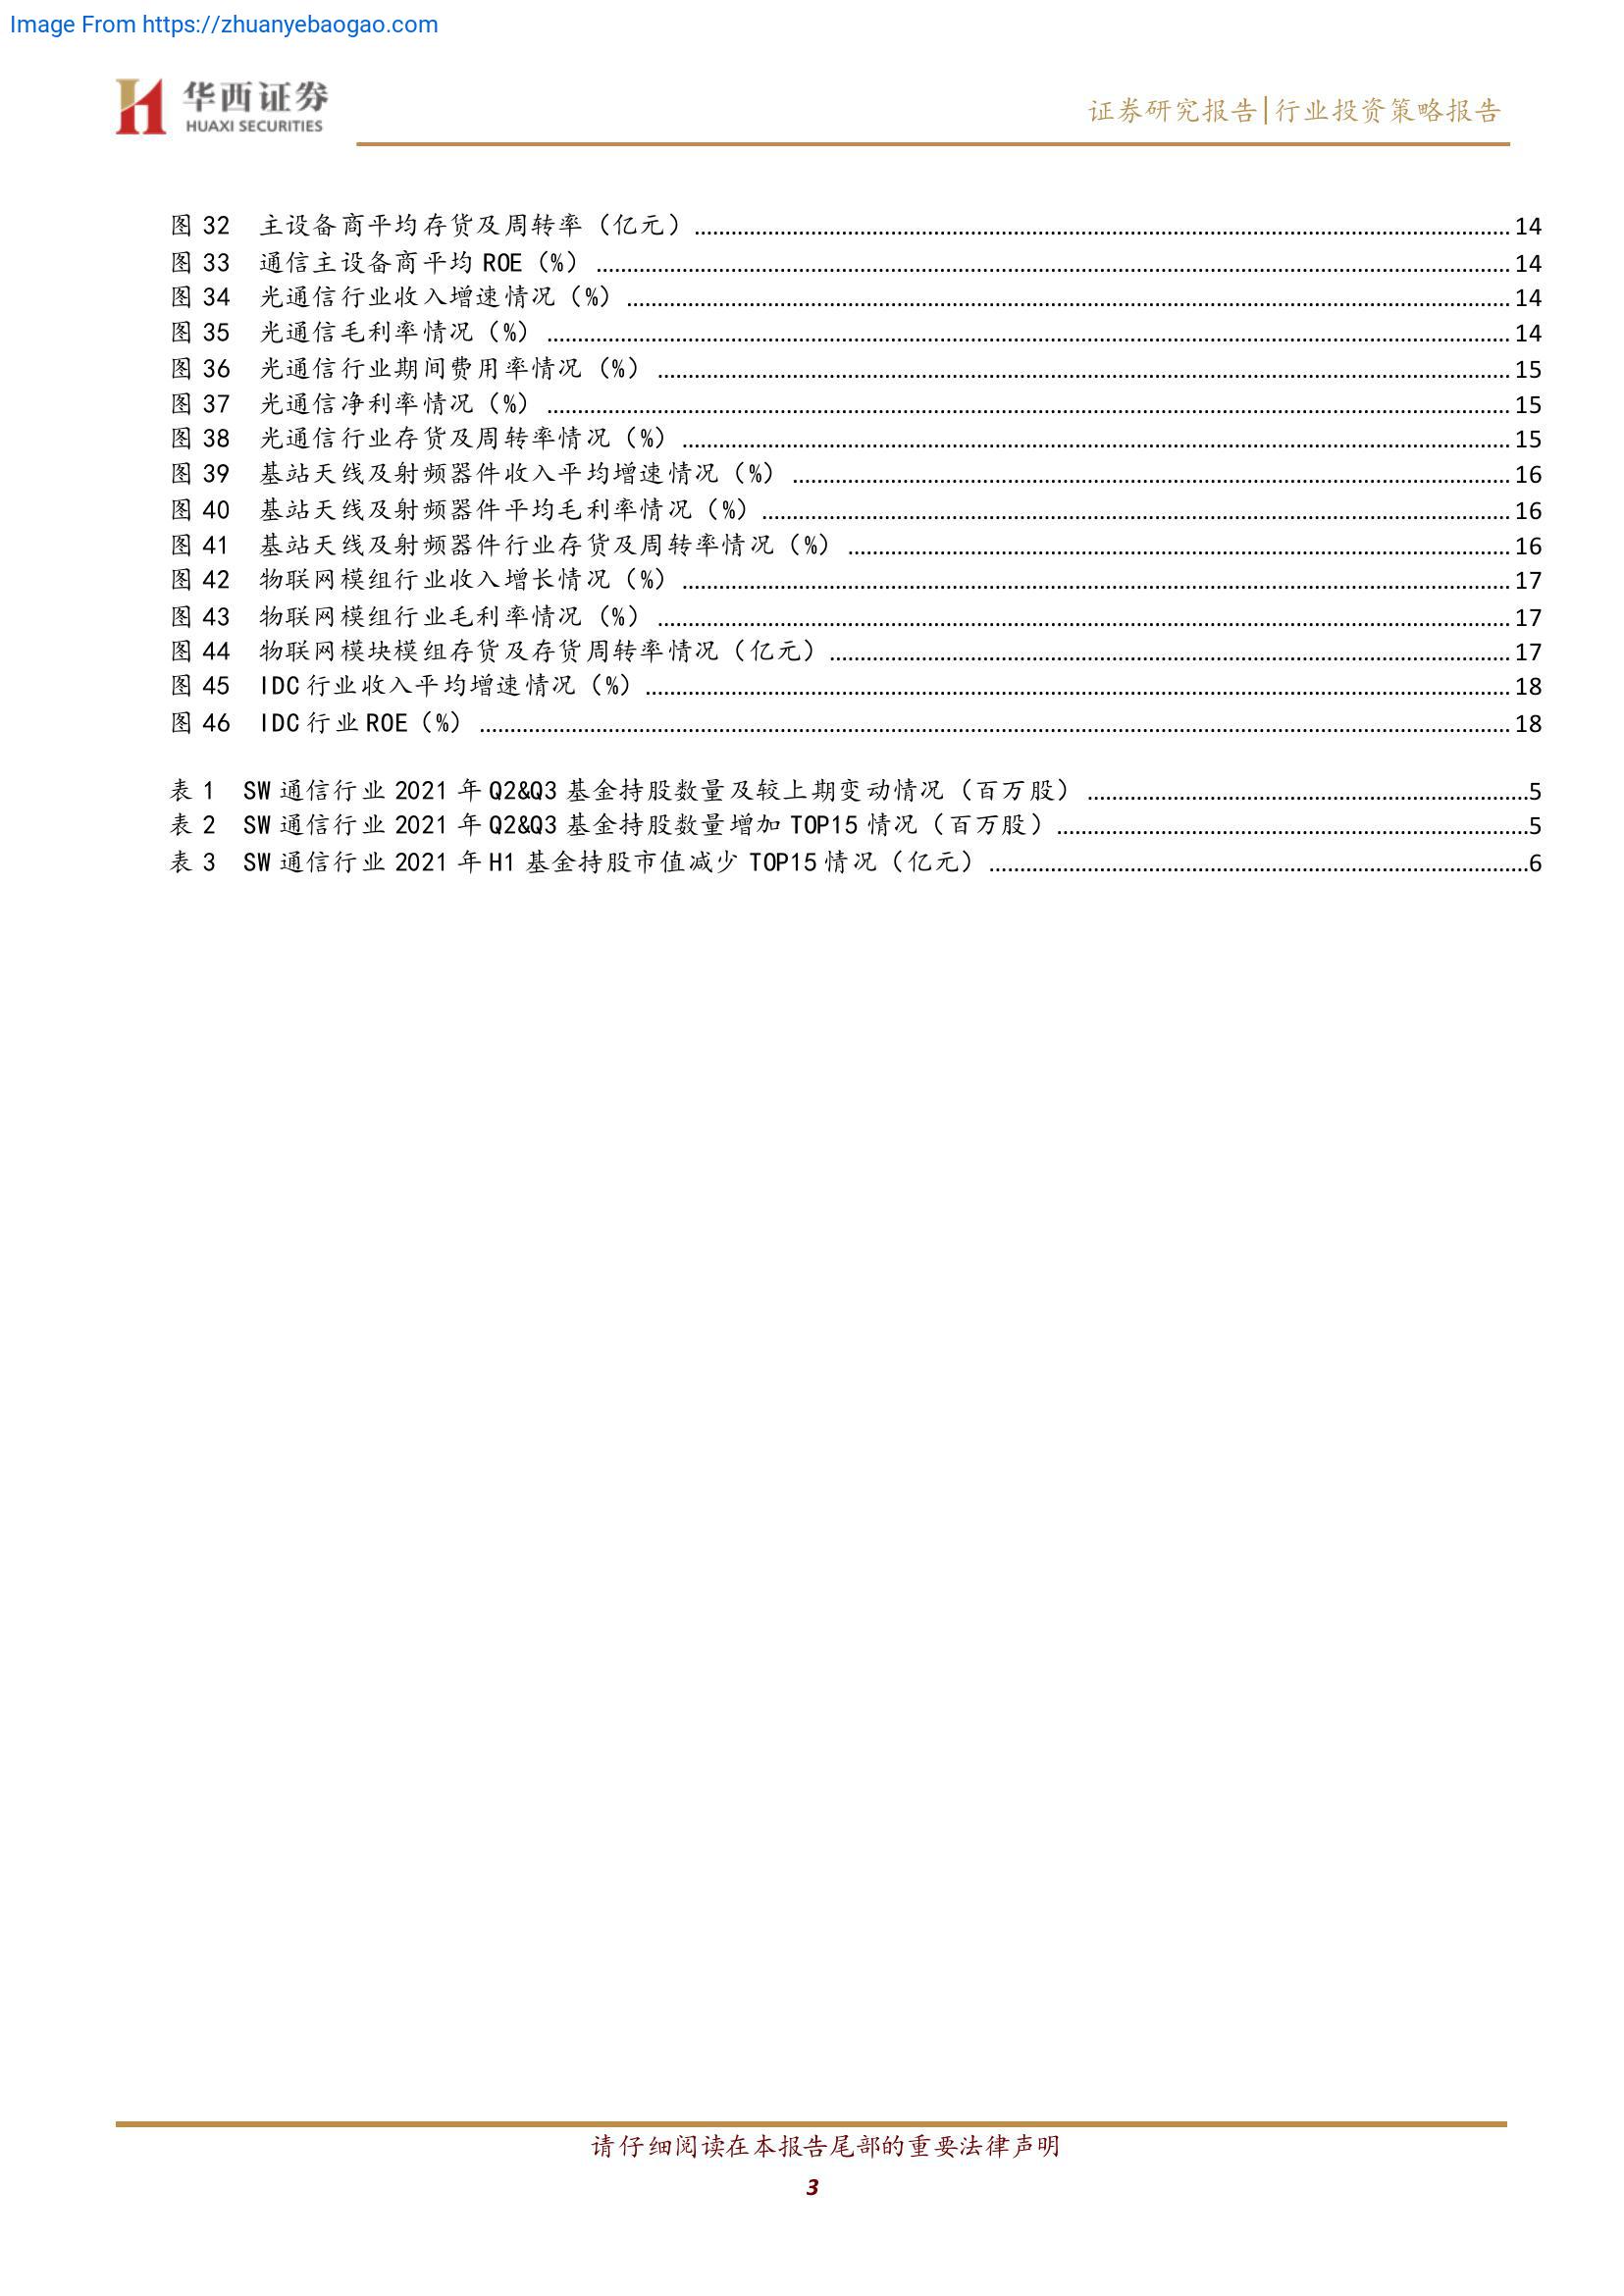 Image From https://zhuanyebaogao.com
华西证券
HUAXI SECURITIES
证券研究报告|行业投资策略报告
图 32 主设备商平均存货及周转率（亿元）14
图 33 通信主设备商平均 ROE（%）14
图 34 光通信行业收入增速情况（%）14
图 35 光通信毛利率情况（%）14
图 36 光通信行业期间费用率情况（%）15
图 37 光通信净利率情况（%）15
图 38 光通信行业存货及周转率情况（%）15
图 39 基站天线及射频器件收入平均增速情况（%）16
图 40 基站天线及射频器件平均毛利率情况（%）16
图 41 基站天线及射频器件行业存货及周转率情况（%）16
图 42 物联网模组行业收入增长情况（%）17
图 43 物联网模组行业毛利率情况（%）17
图 44 物联网模块模组存货及存货周转率情况（亿元）17
图 45 IDC 行业收入平均增速情况（%）18
图 46 IDC 行业 ROE（%）18
表 1 SW 通信行业 2021 年 Q2&Q3 基金持股数量及较上期变动情况（百万股）5
表 2 SW 通信行业 2021 年 Q2&Q3 基金持股数量增加 TOP15 情况（百万股）5
表 3 SW 通信行业 2021 年 H1 基金持股市值减少 TOP15 情况（亿元）6
请仔细阅读在本报告尾部的重要法律声明
3